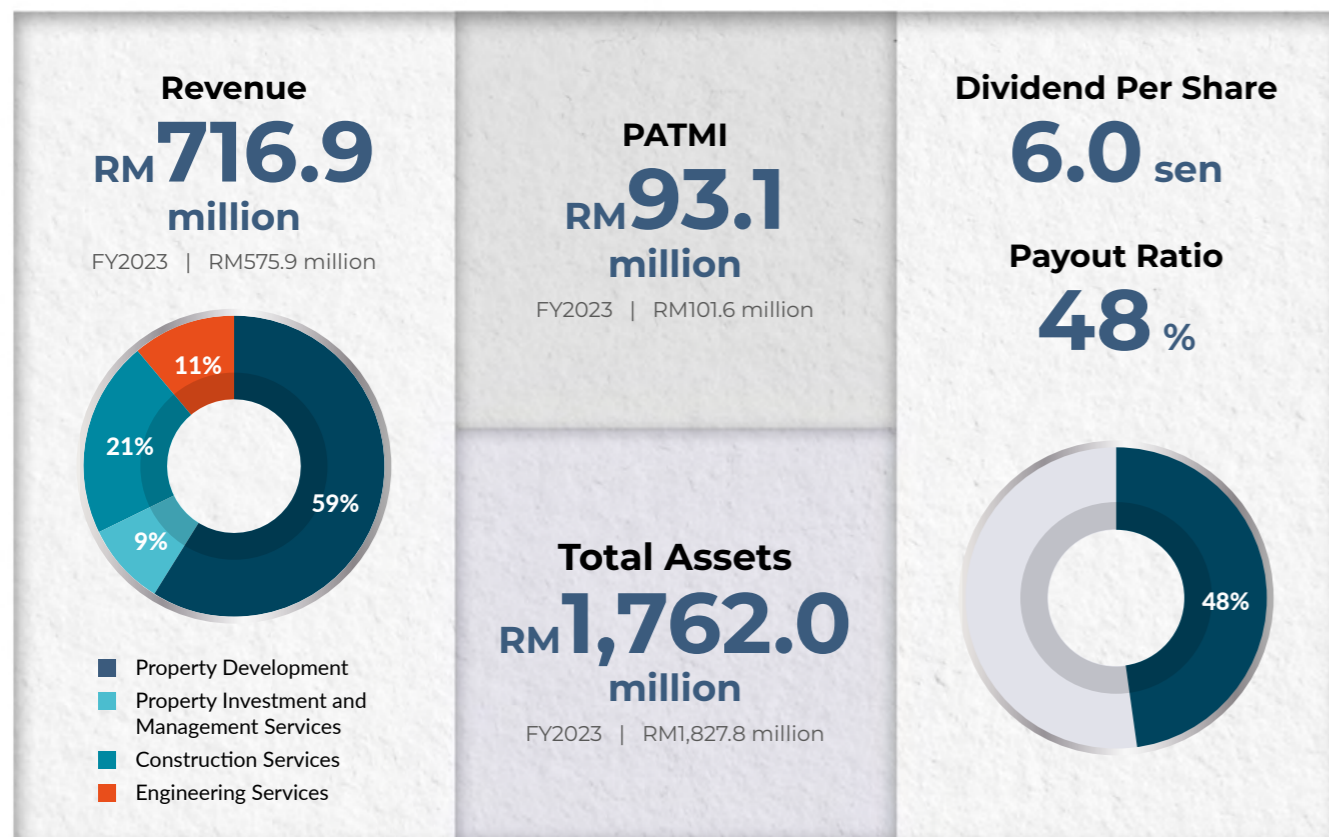 Revenue
RM716.9
million
FY2023 | RM575.9 million
11%
21%
59%
9%
Property Development
Property Investment and
Management Services
Construction Services
Engineering Services
PATMI
RM93.1
million
FY2023 | RM101.6 million
Total Assets
RM1,762.0
million
FY2023 | RM1,827.8 million
Dividend Per Share
6.0 sen
Payout Ratio
48 %
48%